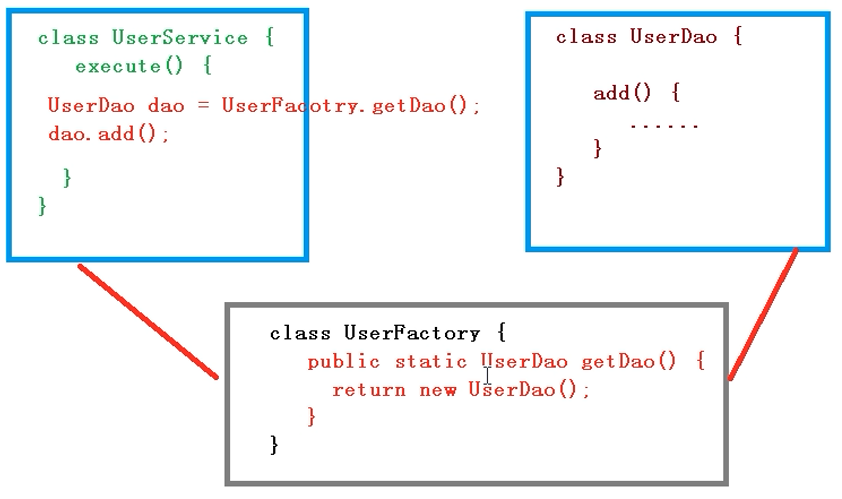 class UserService {
execute() {
UserDao dao = UserFacotry.getDao();
dao.add();
}
}
class UserDao {
add() {
......
}
}
class UserFactory {
public static UserDao getDao() {
return new UserDao();
}
}